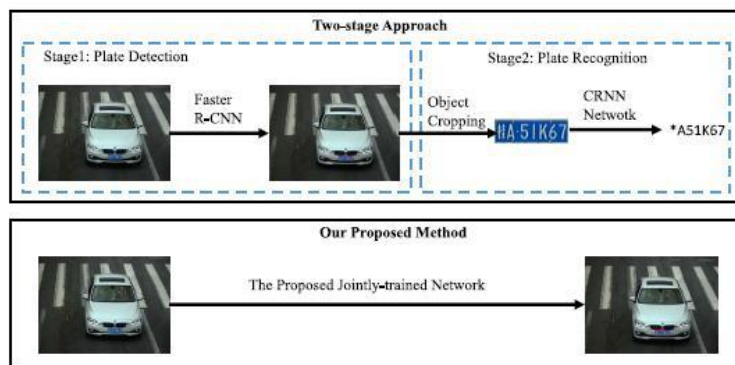 Two-stage Approach
Stage1: Plate Detection
Stage2: Plate Recognition
Faster
R-CNN
Object
Cropping
A·51K67
CRNN
Netwotk
*A51K67
Our Proposed Method
The Proposed Jointly-trained Network